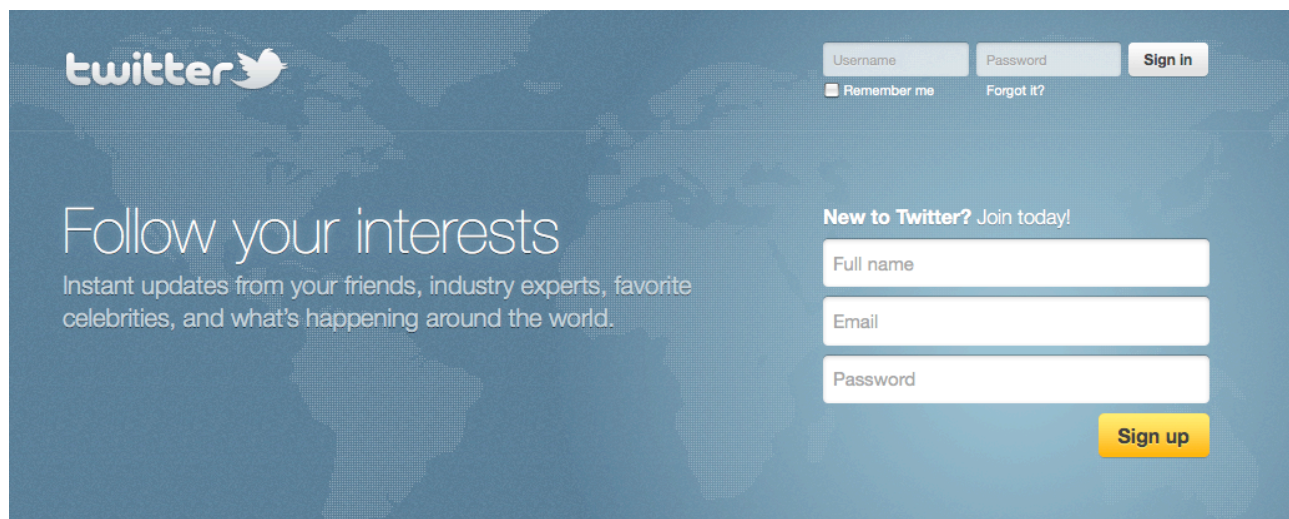 twitter
Username Password Sign in
Remember me Forgot it?
Follow your interests
Instant updates from your friends, industry experts, favorite
celebrities, and what's happening around the world.
New to Twitter? Join today!
Full name
Email
Password
Sign up